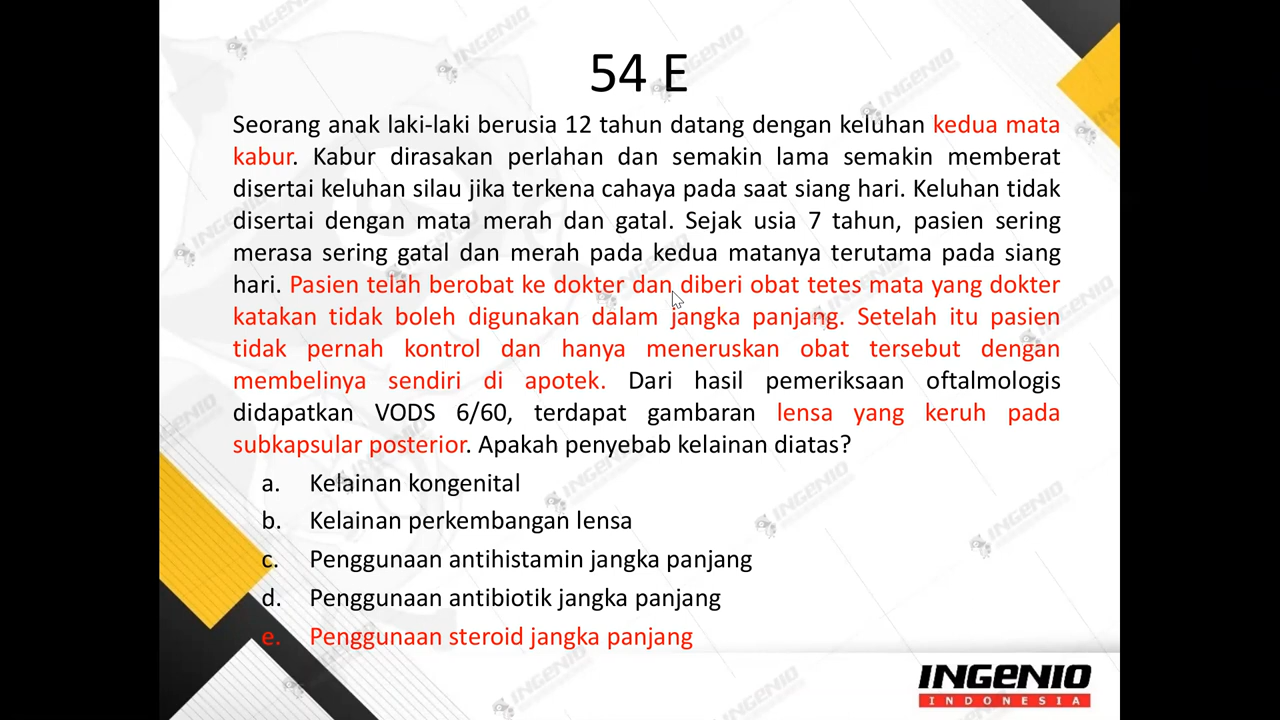 54 E
Seorang anak laki-laki berusia 12 tahun datang dengan keluhan kedua mata
kabur. Kabur dirasakan perlahan dan semakin lama semakin memberat
disertai keluhan silau jika terkena cahaya pada saat siang hari. Keluhan tidak
disertai dengan mata merah dan gatal. Sejak usia 7 tahun, pasien sering
merasa sering gatal dan merah pada kedua matanya terutama pada siang
hari. Pasien telah berobat ke dokter dan diberi obat tetes mata yang dokter
katakan tidak boleh digunakan dalam jangka panjang. Setelah itu pasien
tidak pernah kontrol dan hanya meneruskan obat tersebut dengan
membelinya sendiri di apotek. Dari hasil pemeriksaan oftalmologis
didapatkan VODS 6/60, terdapat gambaran lensa yang keruh pada
subkapsular posterior. Apakah penyebab kelainan diatas?
a. Kelainan kongenital
b. Kelainan perkembangan lensa
c. Penggunaan antihistamin jangka panjang
d. Penggunaan antibiotik jangka panjang
e. Penggunaan steroid jangka panjang
INGENIO
INDONESIA